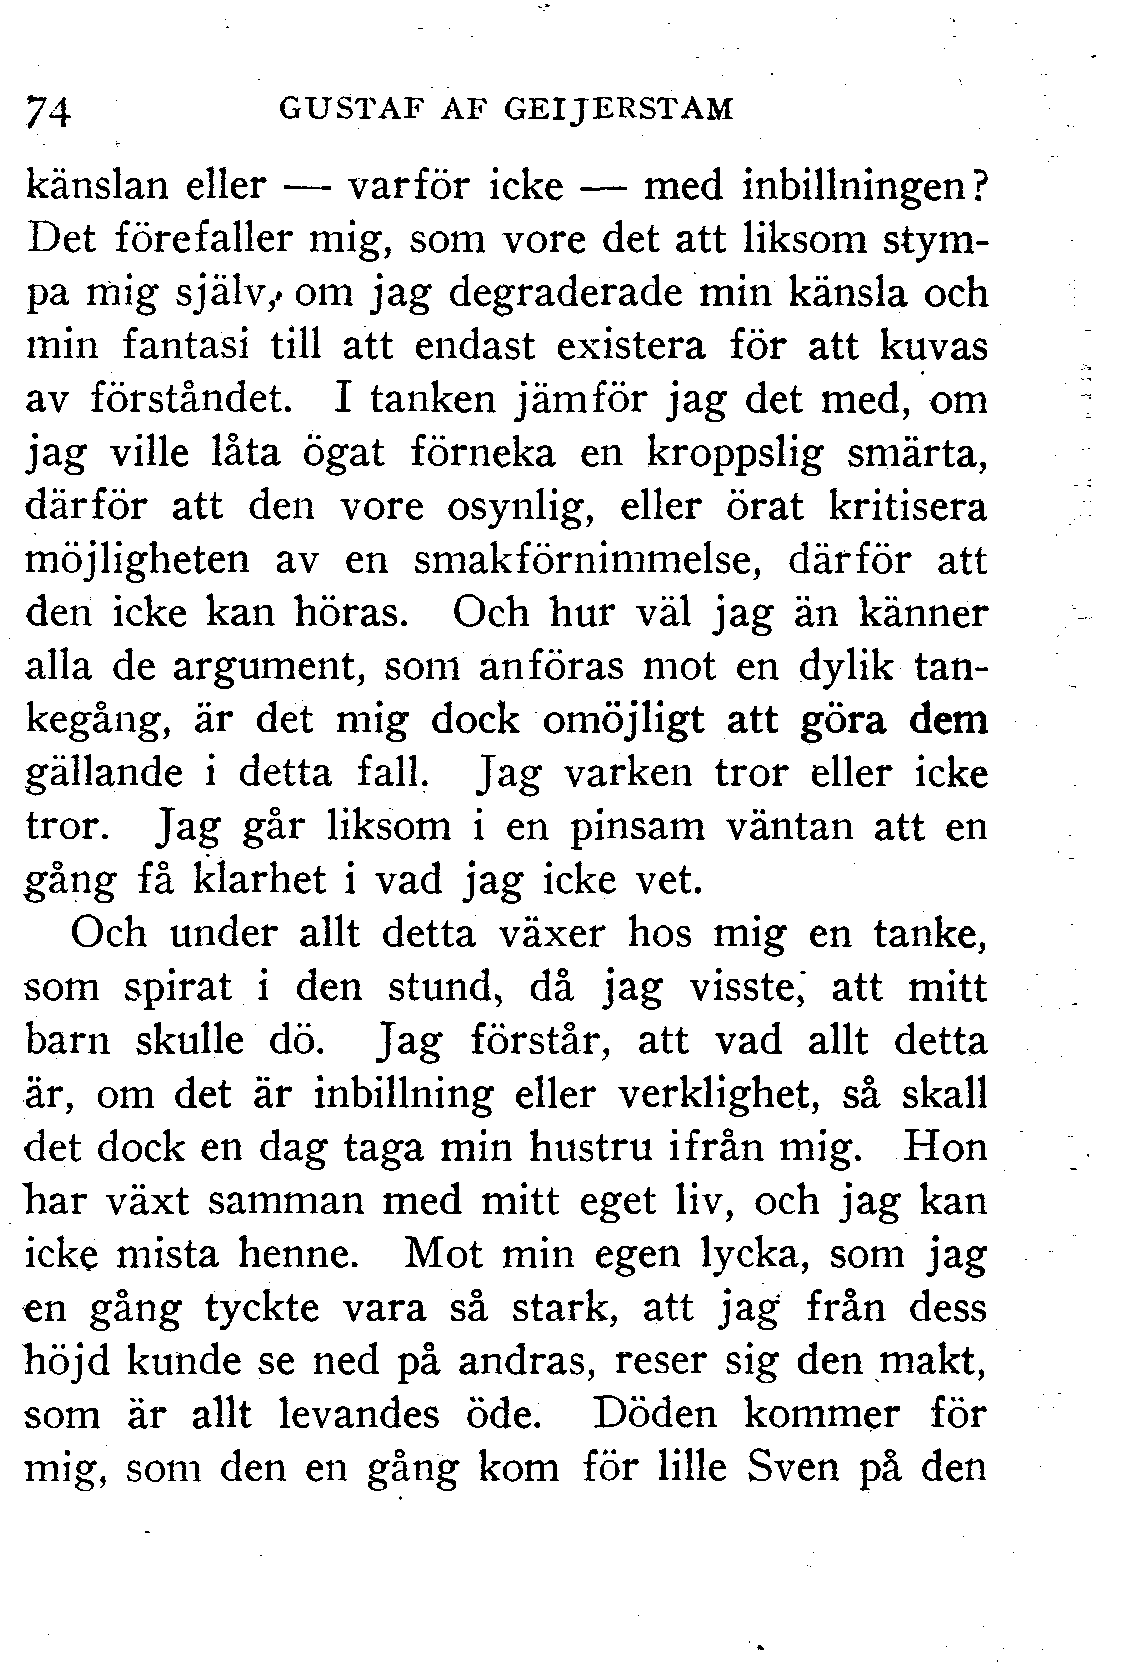 74 GUSTAF AF GEIJERSTAM
känslan eller — varför icke — med inbillningen?
Det förefaller mig, som vore det att liksom stym-
pa mig själv, om jag degraderade min känsla och
min fantasi till att endast existera för att kuvas
av förståndet. I tanken jämför jag det med, om
jag ville låta ögat förneka en kroppslig smärta,
därför att den vore osynlig, eller örat kritisera
möjligheten av en smakförnimmelse, därför att
den icke kan höras. Och hur väl jag än känner
alla de argument, som anföras mot en dylik tan-
kegång, är det mig dock omöjligt att göra dem
gällande i detta fall. Jag varken tror eller icke
tror. Jag går liksom i en pinsam väntan att en
gång få klarhet i vad jag icke vet.
Och under allt detta växer hos mig en tanke,
som spirat i den stund, då jag visste, att mitt
barn skulle dö. Jag förstår, att vad allt detta
är, om det är inbillning eller verklighet, så skall
det dock en dag taga min hustru ifrån mig. Hon
har växt samman med mitt eget liv, och jag kan
icke mista henne. Mot min egen lycka, som jag
en gång tyckte vara så stark, att jag från dess
höjd kunde se ned på andras, reser sig den makt,
som är allt levandes öde. Döden kommer för
mig, som den en gång kom för lille Sven på den